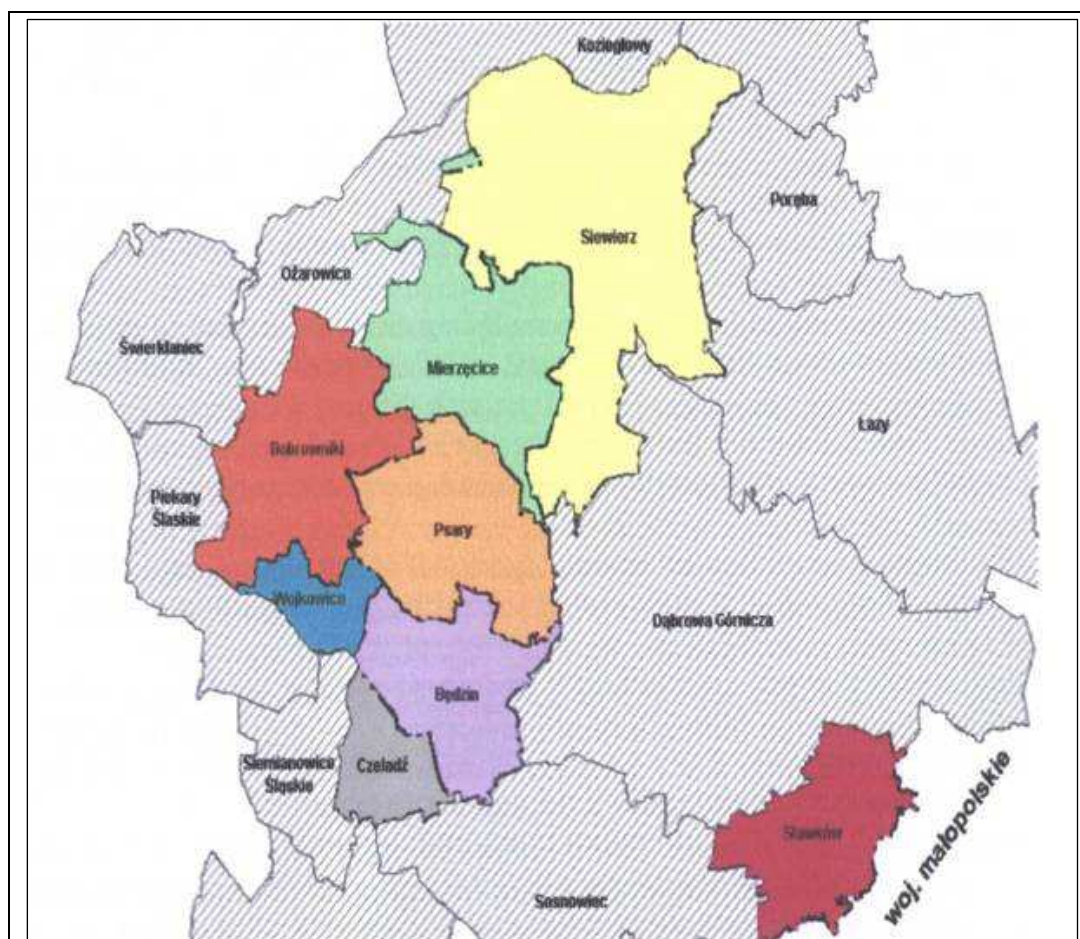 Koziegłowy
Poręba
Siewierz
Ożarowice
Świerklaniec
Mierzęcice
Łazy
Bobrowniki
Piekary
Śląskie
Psary
Wojkowice
Dąbrowa Górnicza
Będzin
Siemianowice
Śląskie
Czeladź
Sławków
woj. małopolskie
Sosnowiec